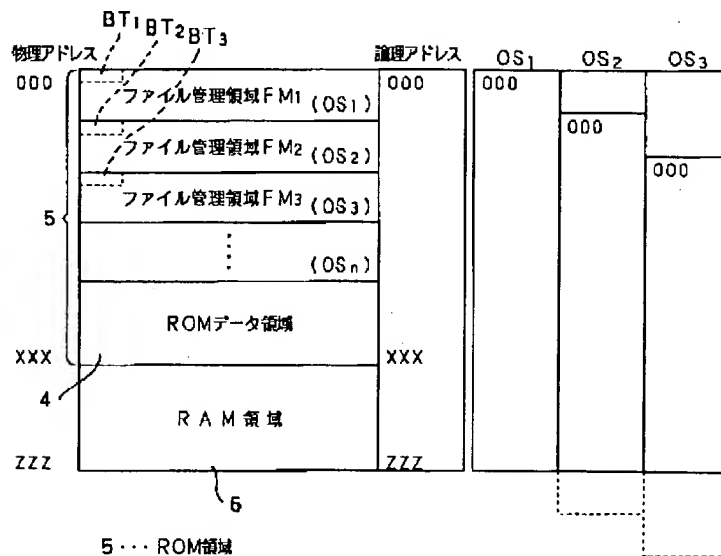 BT1 BT2 BT3
物理アドレス 論理アドレス OS1 OS2 OS3
000 000 000
ファイル管理領域FM1 (OS1)
000
ファイル管理領域FM2 (OS2)
000
ファイル管理領域FM3 (OS3)
5
(OSn)
ROMデータ領域
XXX XXX
4
RAM領域
ZZZ ZZZ
6
5・・・ROM領域